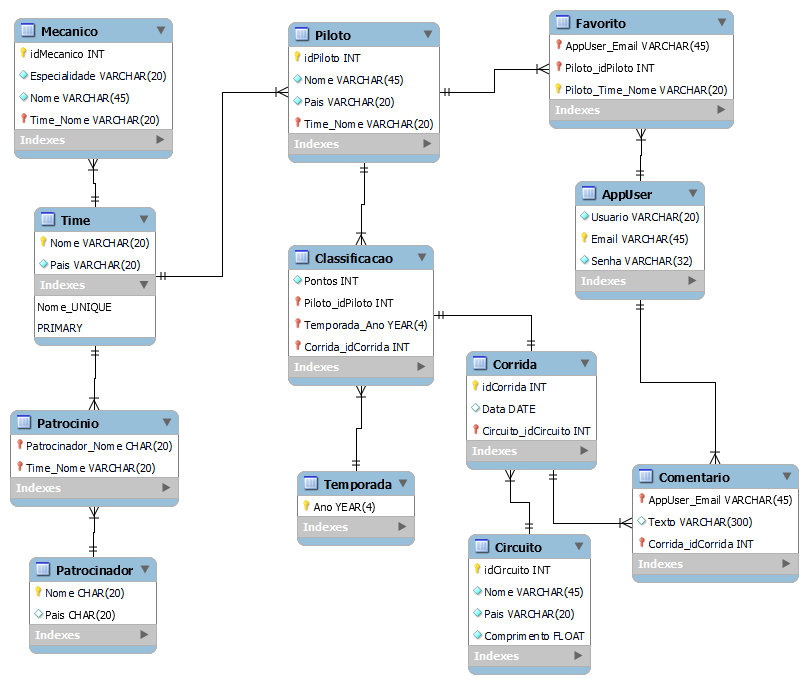 Mecanico
idMecanico INT
Especialidade VARCHAR(20)
Nome VARCHAR(45)
Time_Nome VARCHAR(20)
Indexes
Piloto
idPiloto INT
Nome VARCHAR(45)
Pais VARCHAR(20)
Time_Nome VARCHAR(20)
Indexes
Favorito
AppUser_Email VARCHAR(45)
Piloto_idPiloto INT
Piloto_Time_Nome VARCHAR(20)
Indexes
Time
Nome VARCHAR(20)
Pais VARCHAR(20)
Indexes
Nome_UNIQUE
PRIMARY
Classificacao
Pontos INT
Piloto_idPiloto INT
Temporada_Ano YEAR(4)
Corrida_idCorrida INT
Indexes
AppUser
Usuario VARCHAR(20)
Email VARCHAR(45)
Senha VARCHAR(32)
Indexes
Patrocinio
Patrocinador_Nome CHAR(20)
Time_Nome VARCHAR(20)
Indexes
Temporada
Ano YEAR(4)
Indexes
Corrida
idCorrida INT
Data DATE
Circuito_idCircuito INT
Indexes
Comentario
AppUser_Email VARCHAR(45)
Texto VARCHAR(300)
Corrida_idCorrida INT
Indexes
Patrocinador
Nome CHAR(20)
Pais CHAR(20)
Indexes
Circuito
idCircuito INT
Nome VARCHAR(45)
Pais VARCHAR(20)
Comprimento FLOAT
Indexes